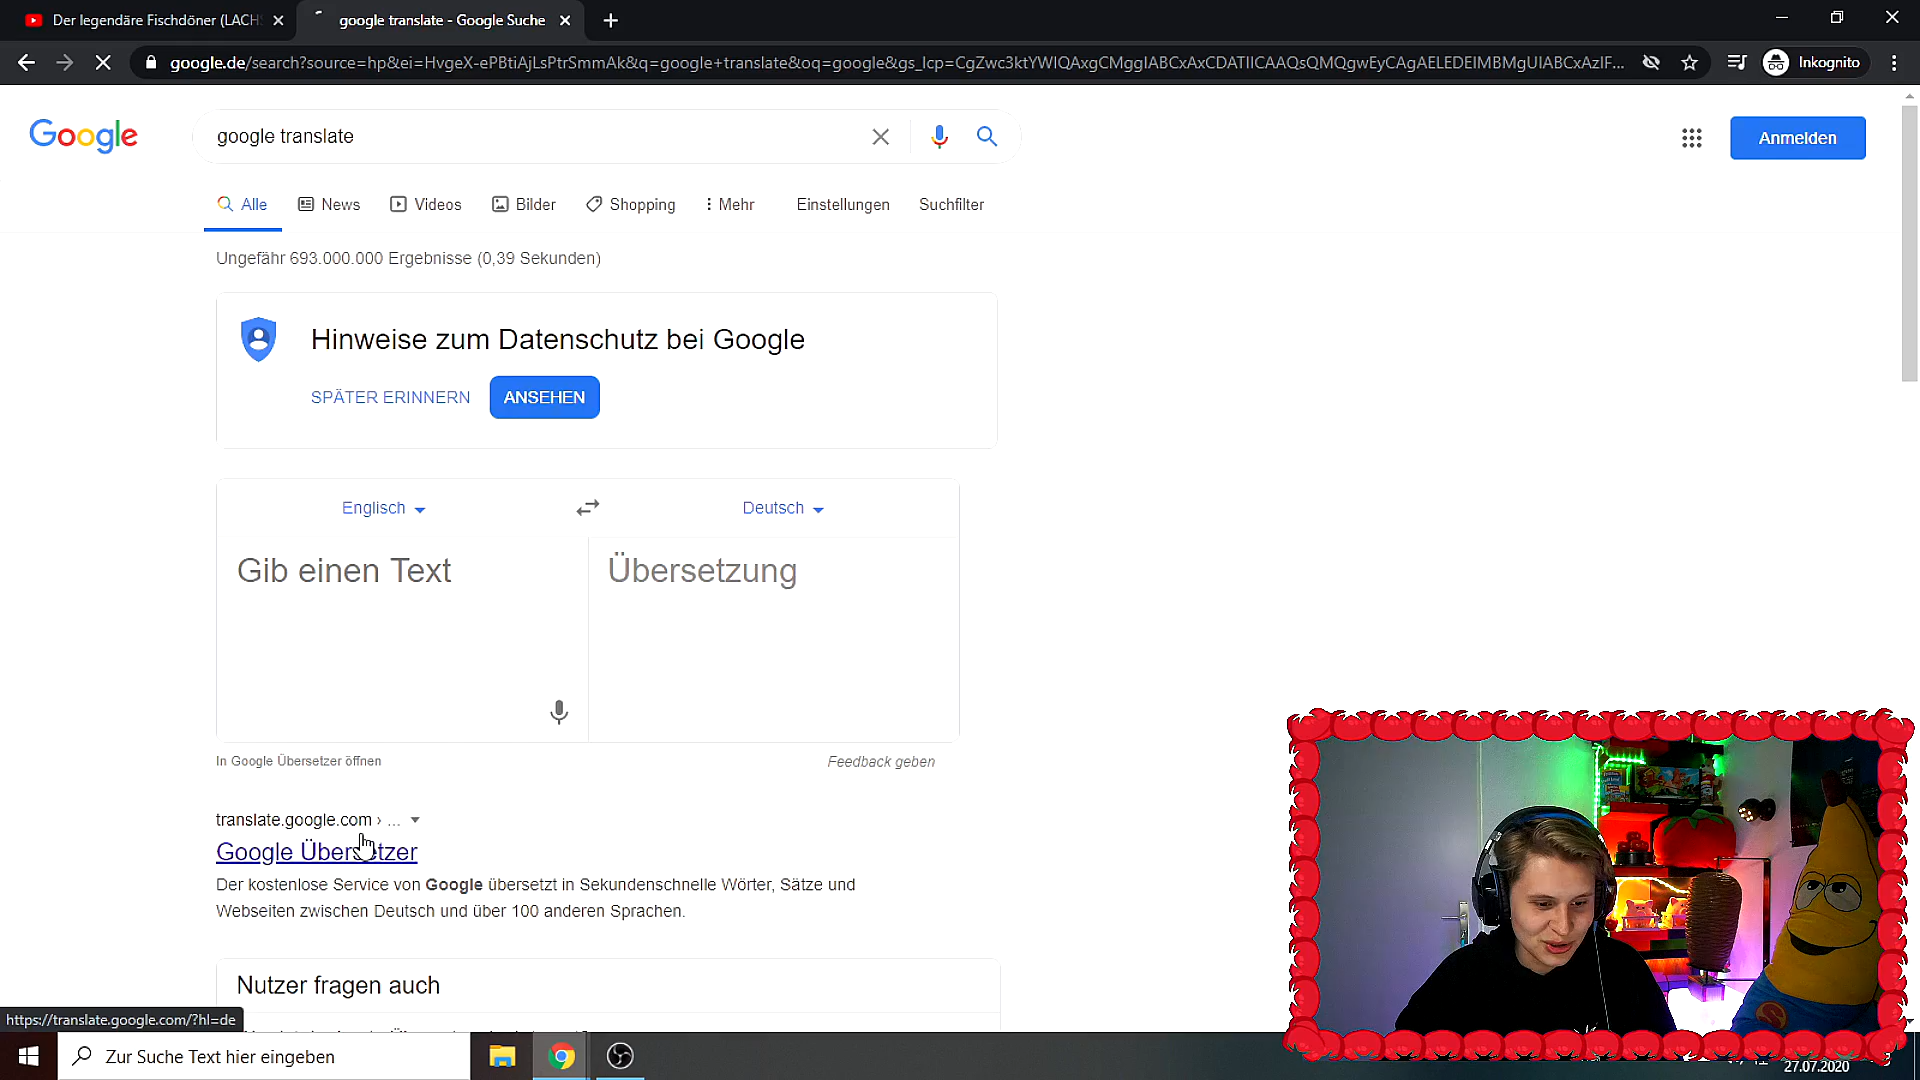 Der legendäre Fischdöner (LACHS
google translate - Google Suche
google.de/search?source=hp&ei=HvgeX-ePBtiAjLsPtrSmmAk&q=google+translate&oq=google&gs_lcp=CgZwc3ktYWIQAxgCMggIABCxAxCDATIICAAQsQMQgwEyCAgAELEDEIMBMgUIABCxAzIF...
Inkognito
Google
google translate
Anmelden
Alle News Videos Bilder Shopping Mehr Einstellungen Suchfilter
Ungefähr 693.000.000 Ergebnisse (0,39 Sekunden)
Hinweise zum Datenschutz bei Google
SPÄTER ERINNERN ANSEHEN
Englisch Deutsch
Gib einen Text Übersetzung
In Google Übersetzer öffnen Feedback geben
translate.google.com › ...
Google Übersetzer
Der kostenlose Service von Google übersetzt in Sekundenschnelle Wörter, Sätze und
Webseiten zwischen Deutsch und über 100 anderen Sprachen.
Nutzer fragen auch
https://translate.google.com/?hl=de
Zur Suche Text hier eingeben
27.07.2020